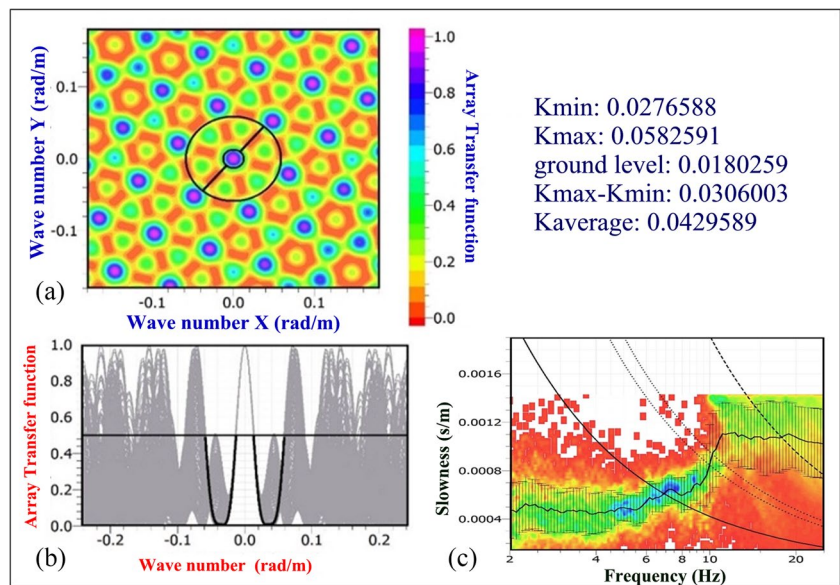 Wave number Y (rad/m)
0.1
0.0
-0.1
-0.1
0.0
0.1
Wave number X (rad/m)
(a)
1.0
0.8
0.6
0.4
0.2
0.0
Array Transfer function
Kmin: 0.0276588
Kmax: 0.0582591
ground level: 0.0180259
Kmax-Kmin: 0.0306003
Kaverage: 0.0429589
Array Transfer function
1.0
0.8
0.6
0.4
0.2
0.0
-0.2
-0.1
0.0
0.1
0.2
(b)
Wave number (rad/m)
Slowness (s/m)
0.0016
0.0012
0.0008
0.0004
2
4
6
8
10
20
Frequency (Hz)
(c)